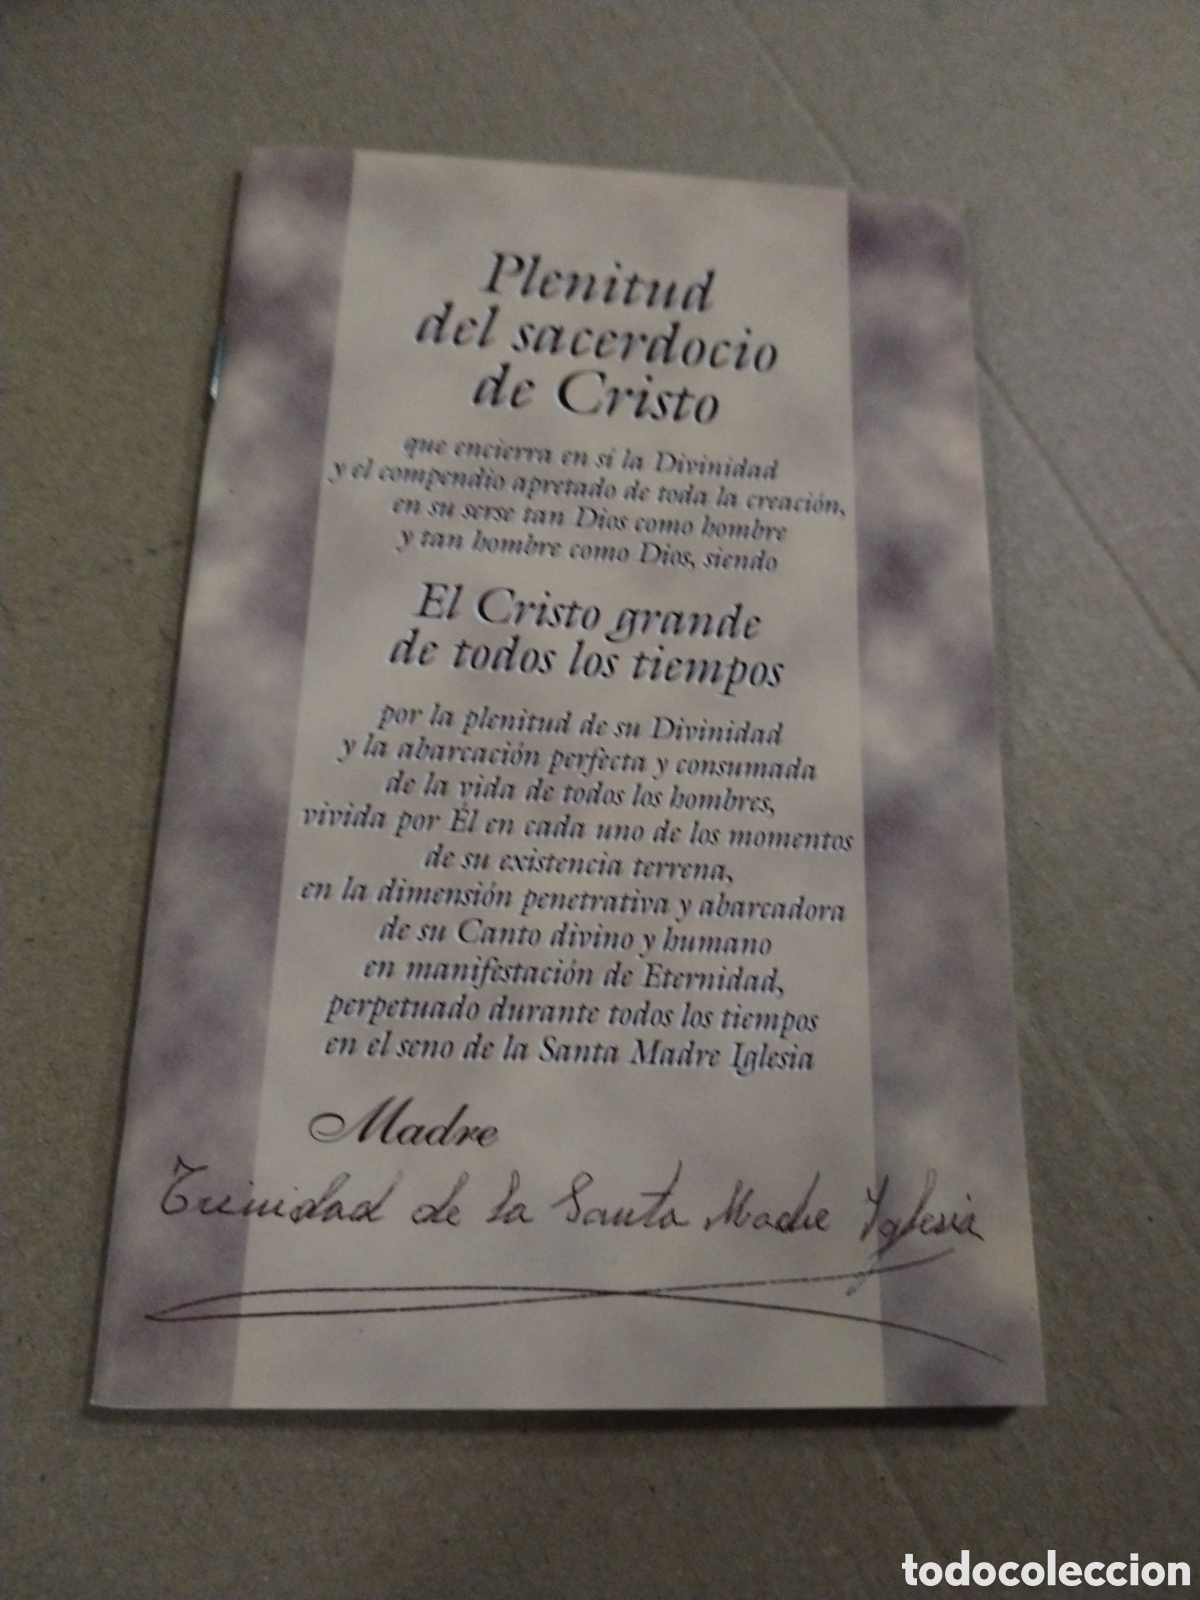 Plenitud
del sacerdocio
de Cristo
que encierra en sí la Divinidad
y el compendio apretado de toda la creación,
en su serse tan Dios como hombre
y tan hombre como Dios, siendo
El Cristo grande
de todos los tiempos
por la plenitud de su Divinidad
y la abarcación perfecta y consumada
de la vida de todos los hombres,
vivida por Él en cada uno de los momentos
de su existencia terrena,
en la dimensión penetrativa y abarcadora
de su Canto divino y humano
en manifestación de Eternidad,
perpetuado durante todos los tiempos
en el seno de la Santa Madre Iglesia
Madre
Trinidad de la Santa Madre Iglesia
todocoleccion